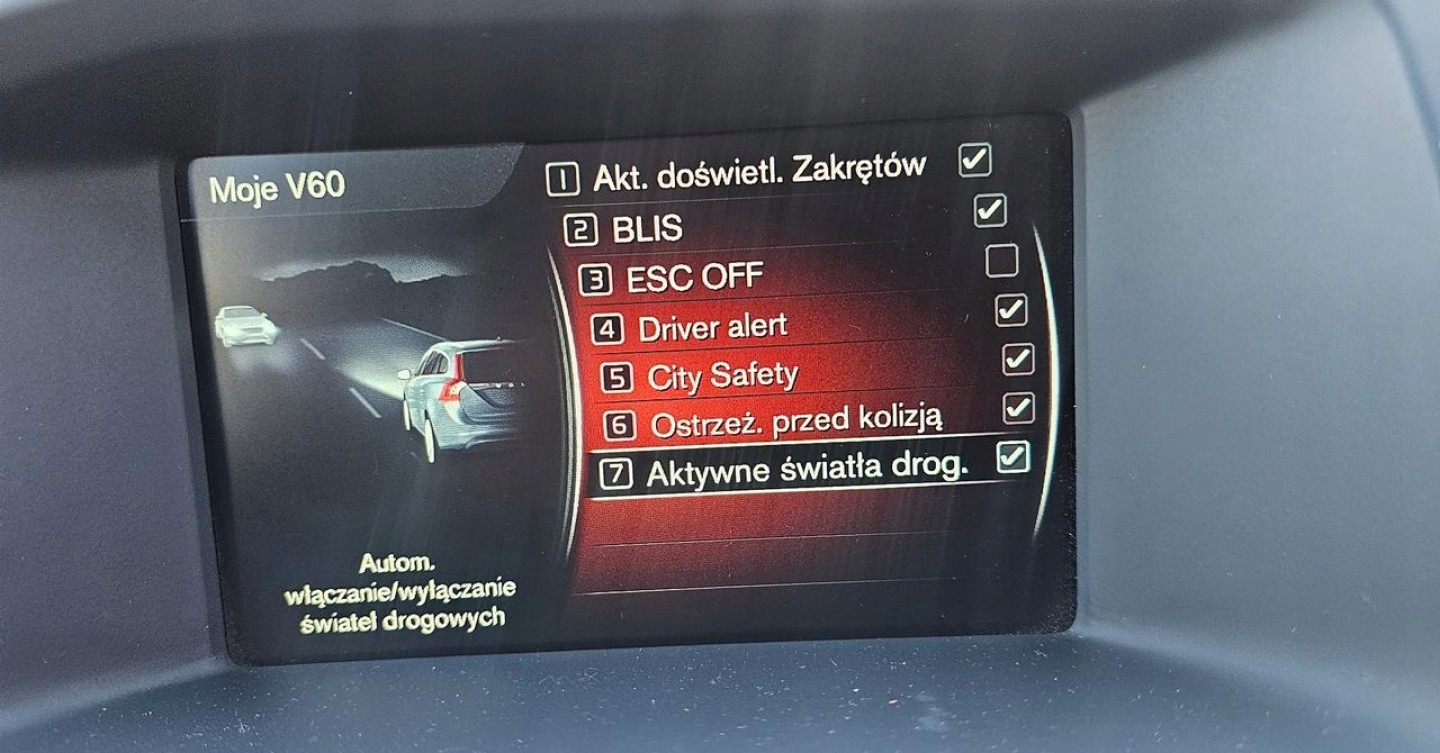 Moje V60
1 Akt. doświetl. Zakrętów
2 BLIS
3 ESC OFF
4 Driver alert
5 City Safety
6 Ostrzeż. przed kolizją
7 Aktywne światła drog.
Autom.
włączanie/wyłączanie
świateł drogowych